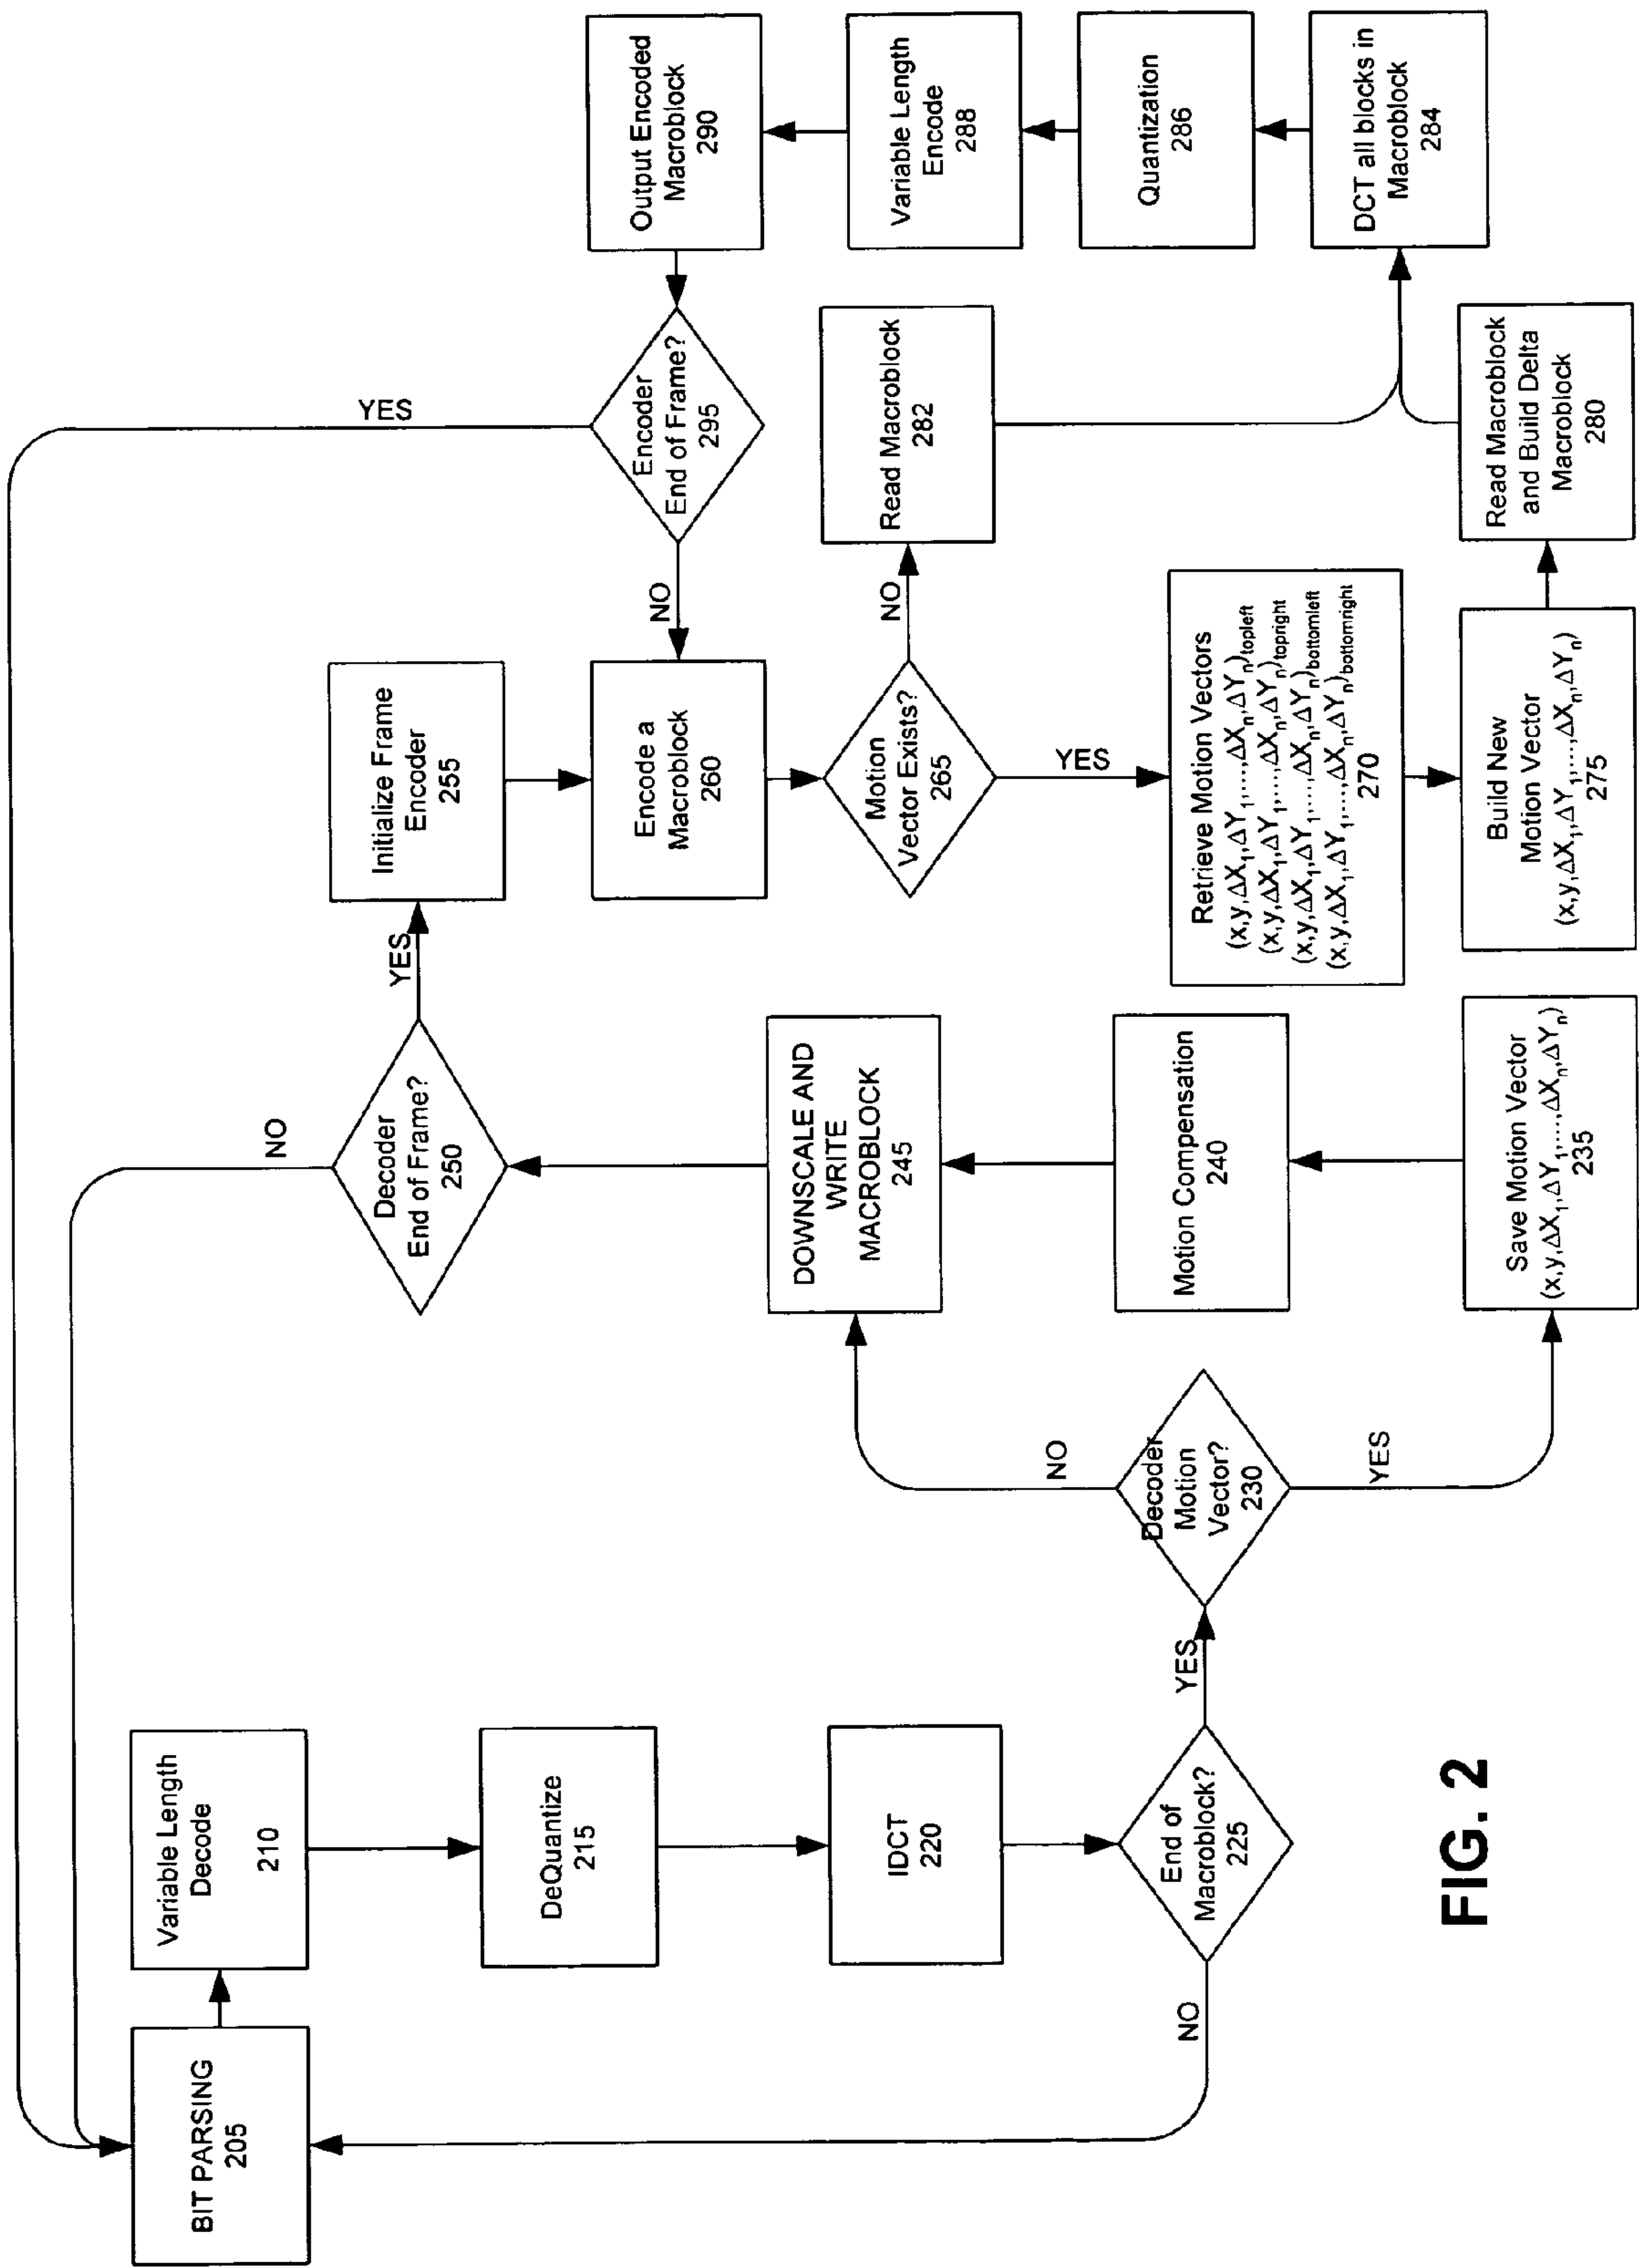 BIT PARSING
205
Variable Length
Decode
210
DeQuantize
215
IDCT
220
End of
Macroblock?
225
NO
YES
Decoder
Motion
Vector?
230
NO
YES
Save Motion Vector
(x,y,ΔX₁,ΔY₁,...,ΔXₙ,ΔYₙ)
235
Motion Compensation
240
DOWNSCALE AND
WRITE
MACROBLOCK
245
Decoder
End of Frame?
250
NO
YES
Initialize Frame
Encoder
255
Encode a
Macroblock
260
Motion
Vector Exists?
265
NO
YES
Retrieve Motion Vectors
(x,y,ΔX₁,ΔY₁,...,ΔXₙ,ΔYₙ)topleft
(x,y,ΔX₁,ΔY₁,...,ΔXₙ,ΔYₙ)topright
(x,y,ΔX₁,ΔY₁,...,ΔXₙ,ΔYₙ)bottomleft
(x,y,ΔX₁,ΔY₁,...,ΔXₙ,ΔYₙ)bottomright
270
Build New
Motion Vector
(x,y,ΔX₁,ΔY₁,...,ΔXₙ,ΔYₙ)
275
Read Macroblock
and Build Delta
Macroblock
280
Read Macroblock
282
DCT all blocks in
Macroblock
284
Quantization
286
Variable Length
Encode
288
Output Encoded
Macroblock
290
Encoder
End of Frame?
295
NO
YES
FIG. 2